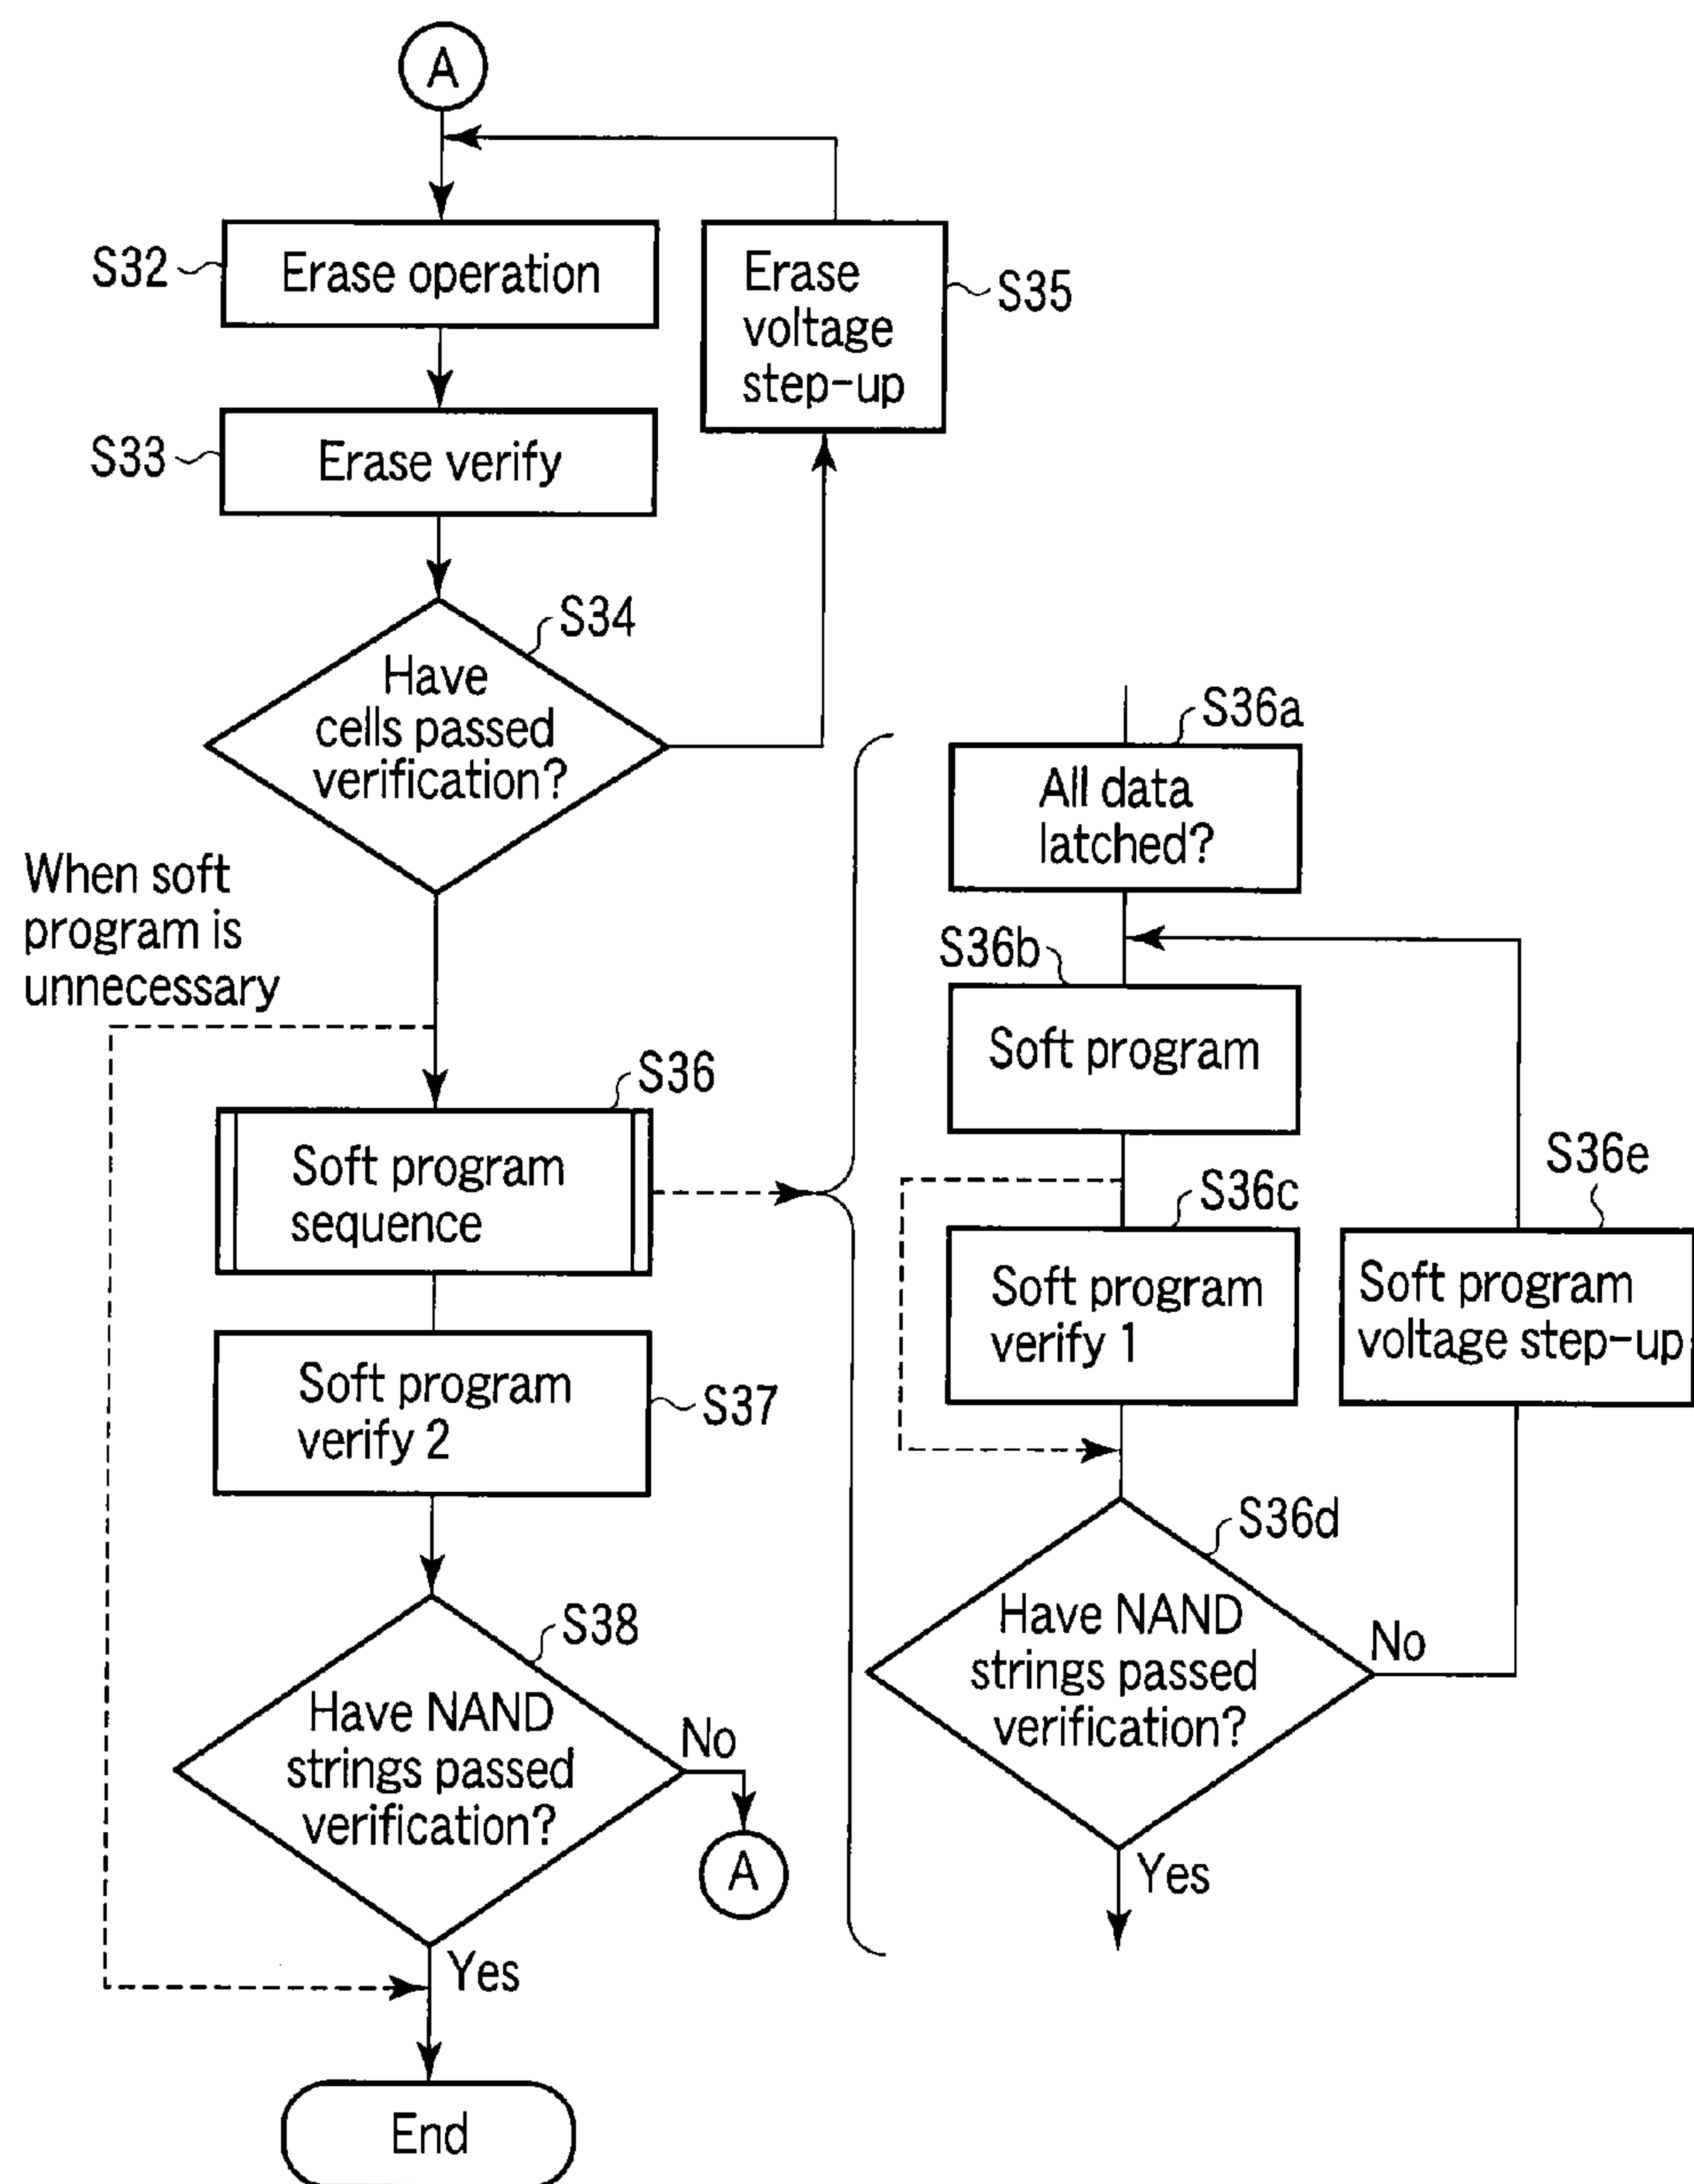 A
S32
Erase operation
Erase
voltage
step-up
S35
S33
Erase verify
S34
Have
cells passed
verification?
When soft
program is
unnecessary
S36
Soft program
sequence
Soft program
verify 2
S37
S38
Have NAND
strings passed
verification?
No
A
Yes
End
S36a
All data
latched?
S36b
Soft program
S36c
Soft program
verify 1
S36e
Soft program
voltage step-up
S36d
Have NAND
strings passed
verification?
No
Yes